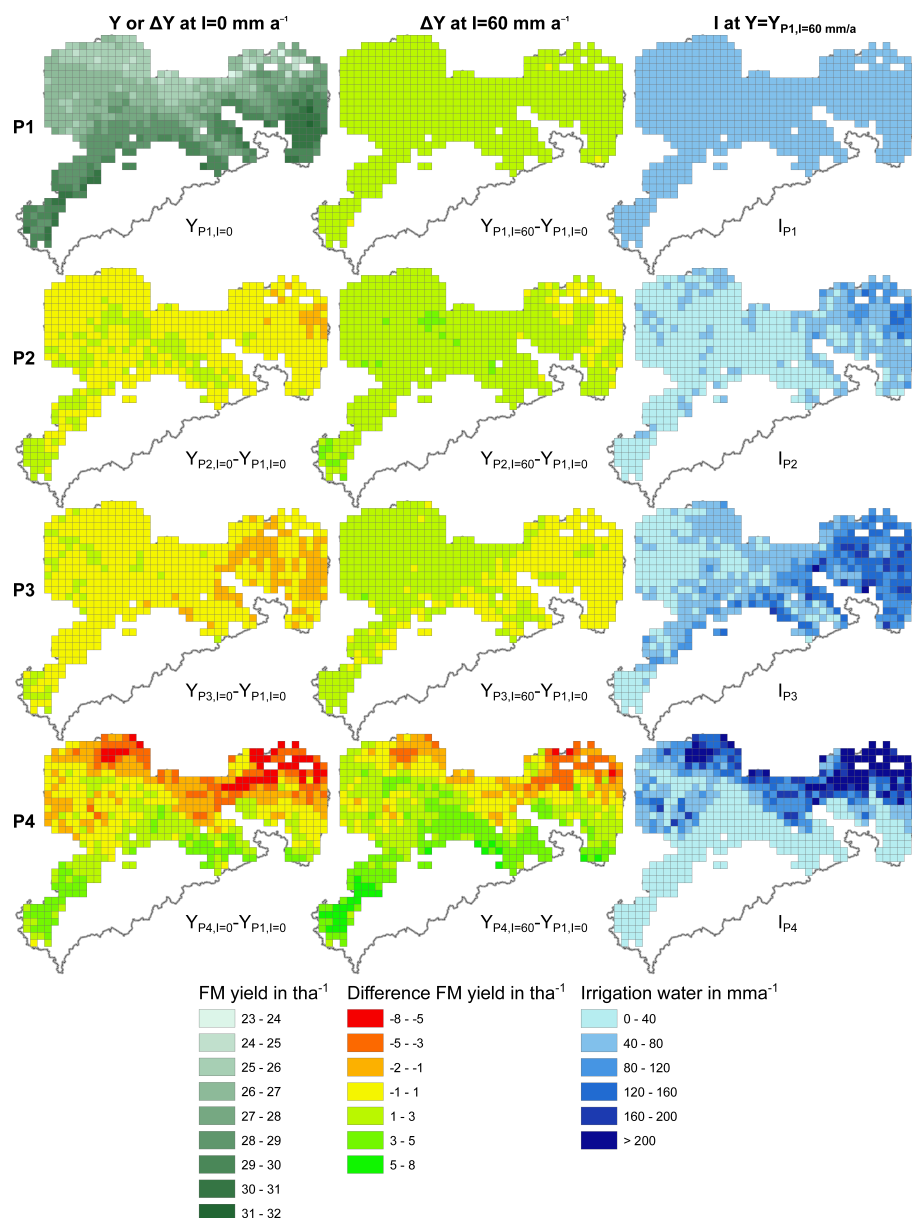 Y or ΔY at I=0 mm a⁻¹
ΔY at I=60 mm a⁻¹
I at Y=Y_P1,I=60 mm/a
P1
Y_P1,I=0
Y_P1,I=60-Y_P1,I=0
I_P1
P2
Y_P2,I=0-Y_P1,I=0
Y_P2,I=60-Y_P1,I=0
I_P2
P3
Y_P3,I=0-Y_P1,I=0
Y_P3,I=60-Y_P1,I=0
I_P3
P4
Y_P4,I=0-Y_P1,I=0
Y_P4,I=60-Y_P1,I=0
I_P4
FM yield in tha⁻¹
23 - 24
24 - 25
25 - 26
26 - 27
27 - 28
28 - 29
29 - 30
30 - 31
31 - 32
Difference FM yield in tha⁻¹
-8 - -5
-5 - -3
-2 - -1
-1 - 1
1 - 3
3 - 5
5 - 8
Irrigation water in mma⁻¹
0 - 40
40 - 80
80 - 120
120 - 160
160 - 200
> 200